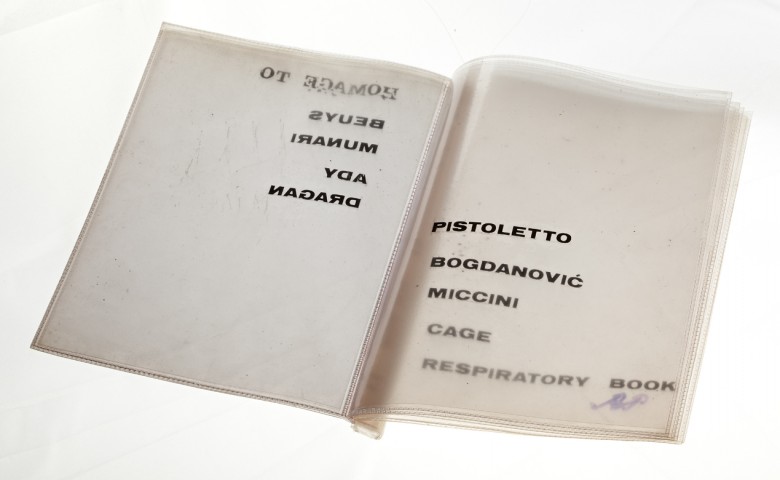 HOMAGE TO
BEUYS
MUNARI
ADY
DRAGAN
PISTOLETTO
BOGDANOVIĆ
MICCINI
CAGE
RESPIRATORY BOOK